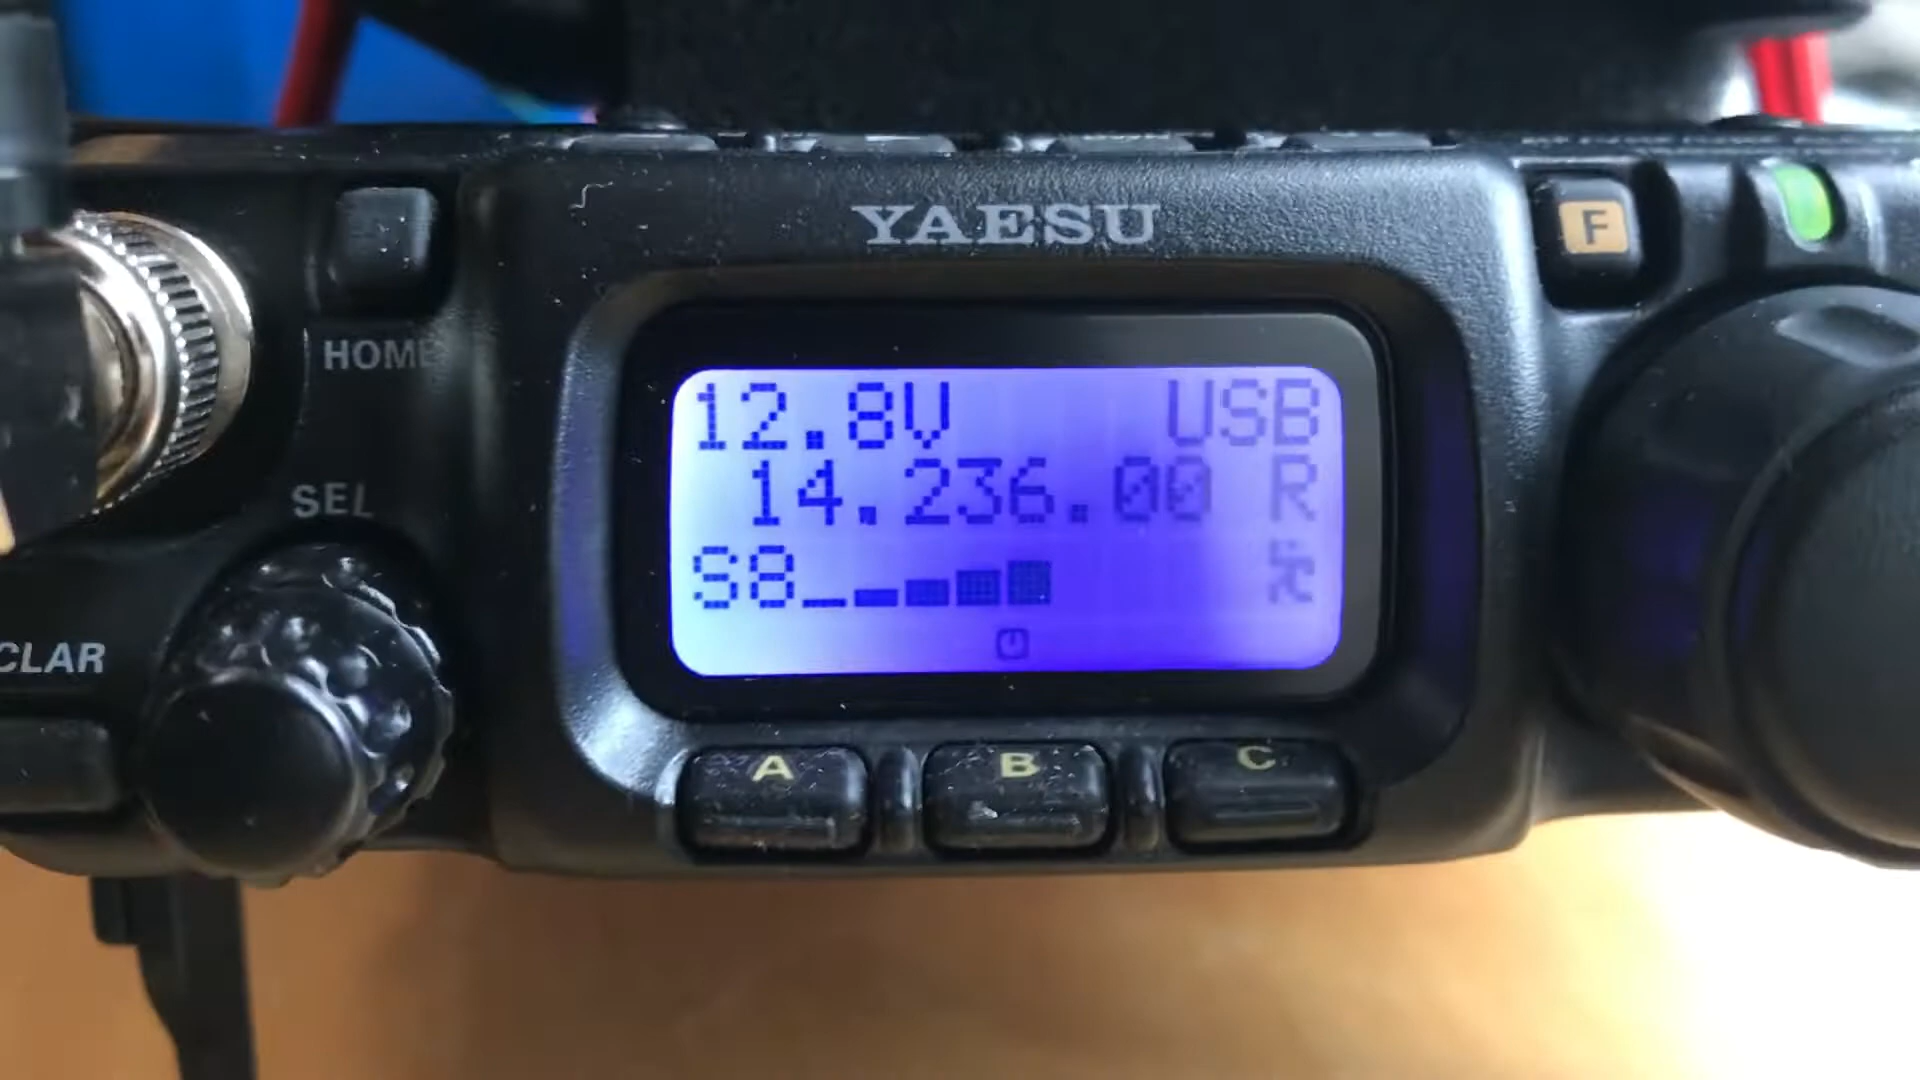 YAESU
F
HOME
12.8V USB
14.236.00 R
S8
SEL
CLAR
A B C